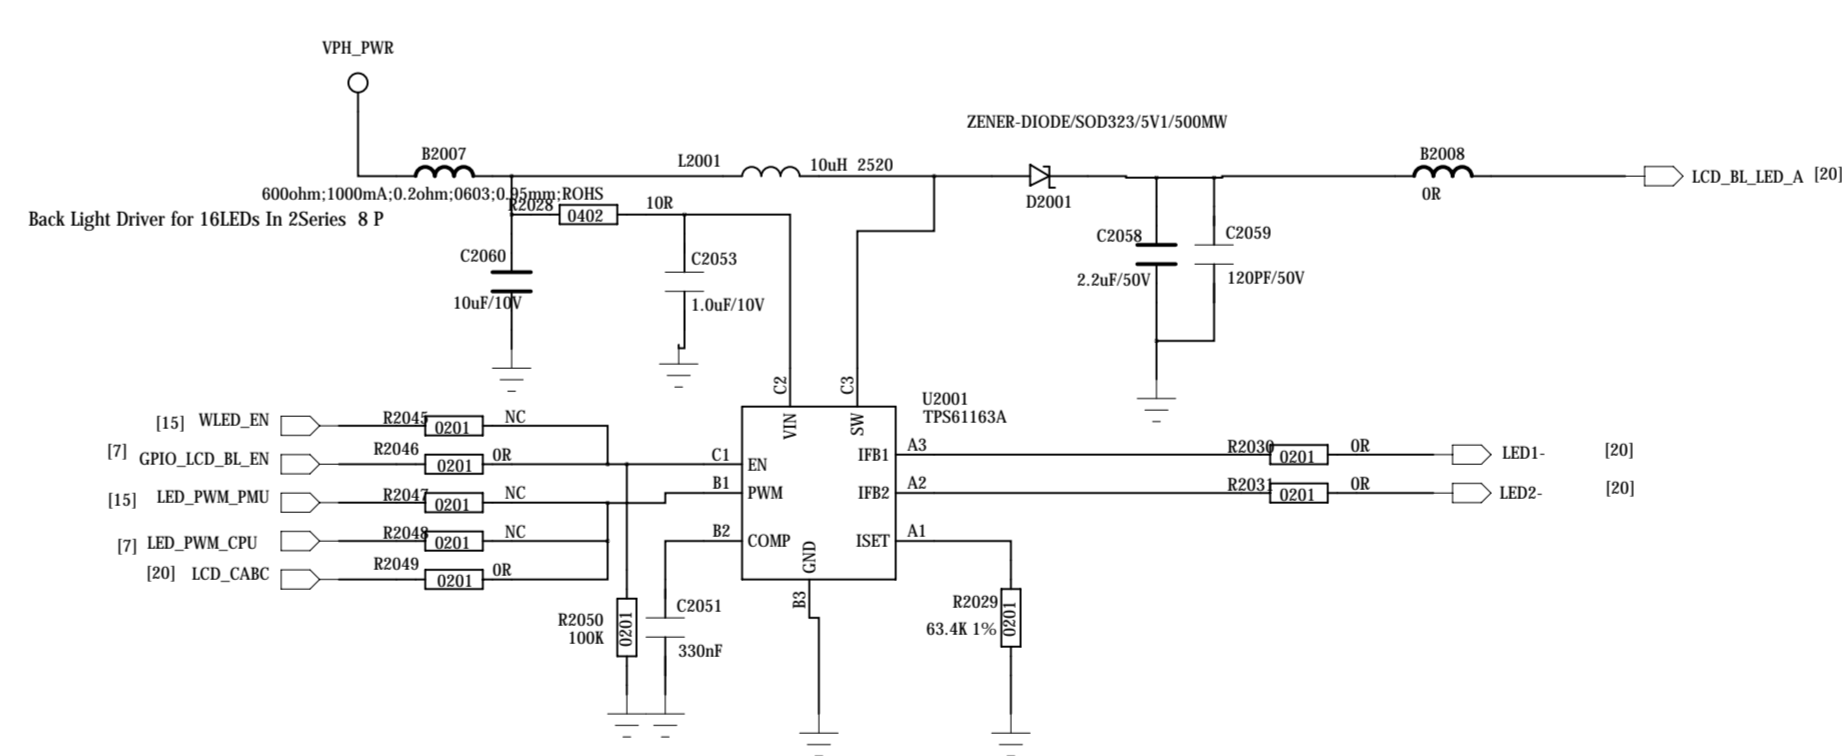 VPH_PWR
ZENER-DIODE/SOD323/5V1/500MW
B2007
L2001
10uH 2520
B2008
LCD_BL_LED_A [20]
600ohm;1000mA;0.2ohm;0603;0.95mm;ROHS
0R
D2001
R2028
0402
10R
Back Light Driver for 16LEDs In 2Series 8 P
C2060
10uF/10V
C2053
1.0uF/10V
C2058
2.2uF/50V
C2059
120PF/50V
C2
C3
U2001
TPS61163A
VIN
SW
[15] WLED_EN
R2045
0201
NC
[7] GPIO_LCD_BL_EN
R2046
0201
0R
C1
EN
IFB1
A3
R2030
0201
0R
LED1-
[20]
[15] LED_PWM_PMU
R2047
0201
NC
B1
PWM
IFB2
A2
R2031
0201
0R
LED2-
[20]
[7] LED_PWM_CPU
R2048
0201
NC
B2
COMP
GND
ISET
A1
[20] LCD_CABC
R2049
0201
0R
B3
R2050
100K
0201
C2051
330nF
R2029
63.4K 1%
0201